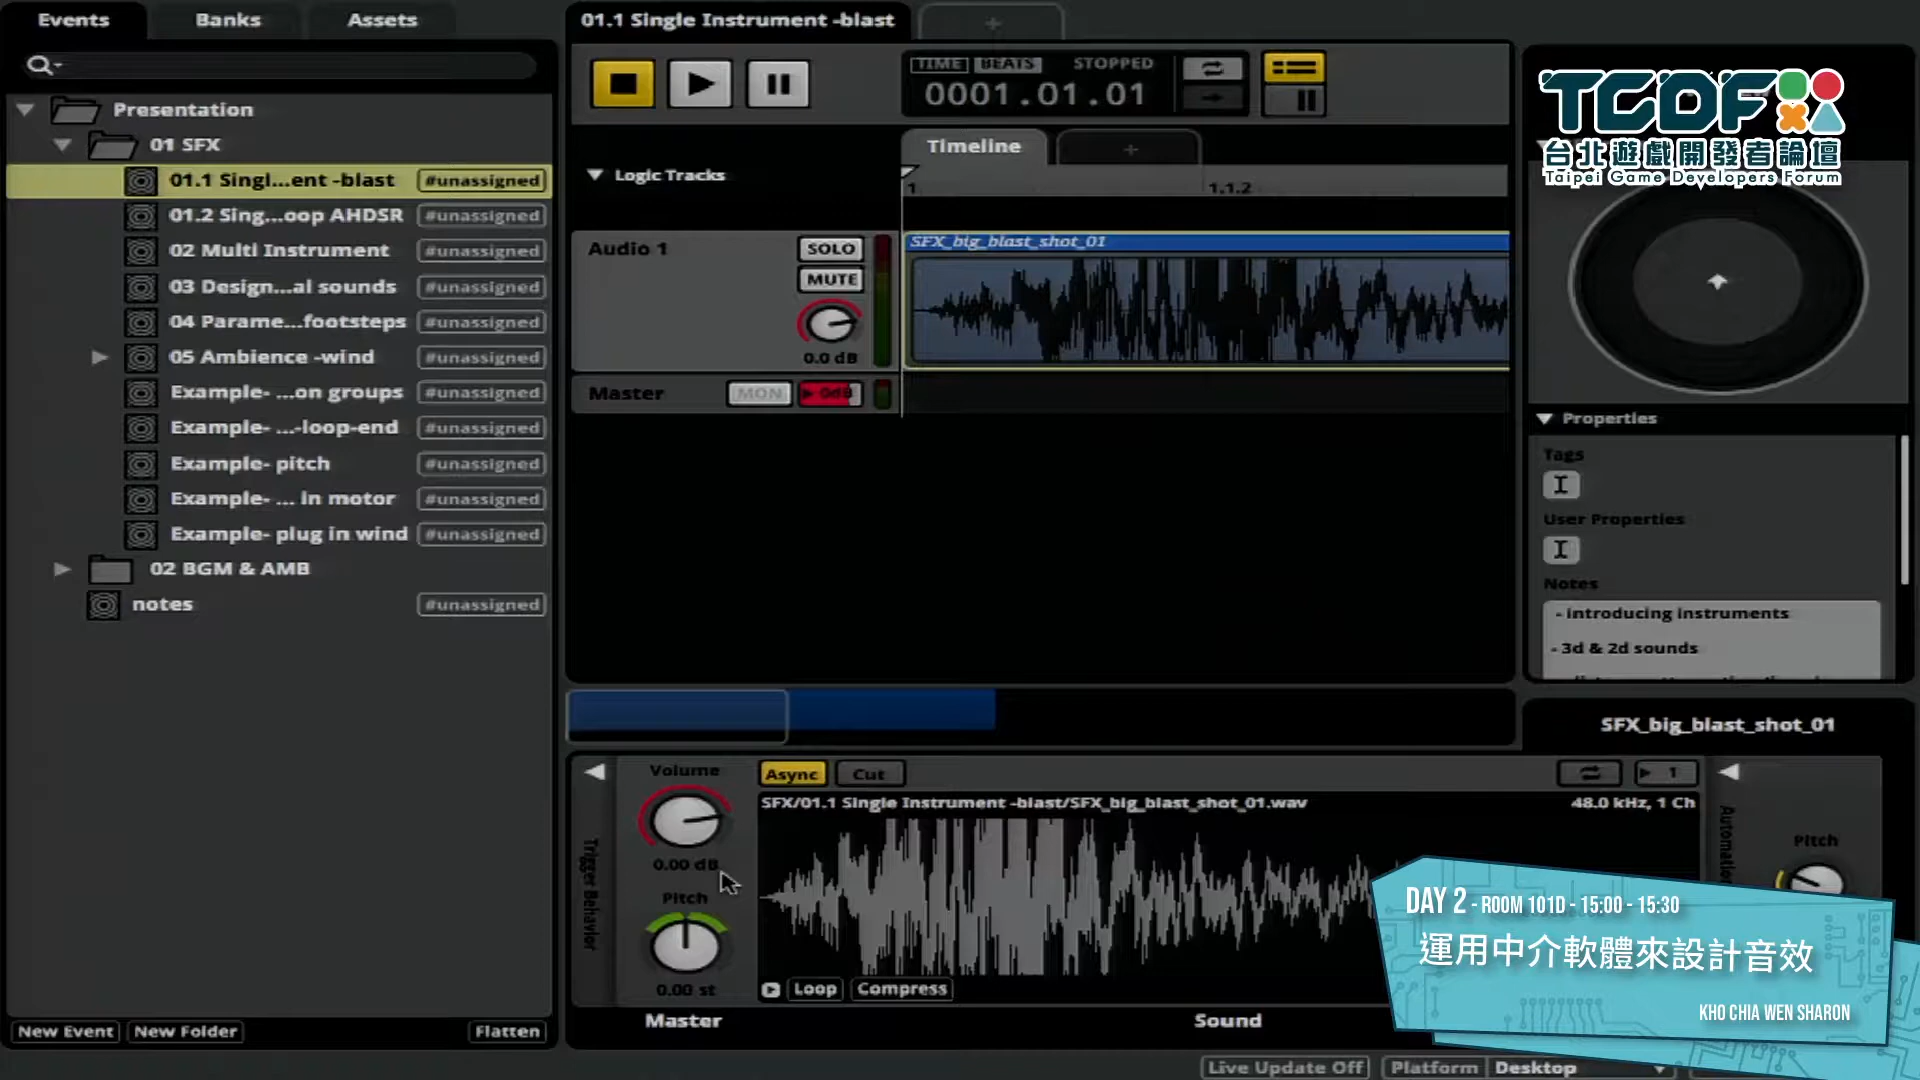 Events
Banks
Assets
Presentation
01 SFX
01.1 Singl...ent -blast #unassigned
01.2 Sing...oop AHDSR #unassigned
02 Multi Instrument #unassigned
03 Design...al sounds #unassigned
04 Parame...footsteps #unassigned
05 Ambience -wind #unassigned
Example- ...on groups #unassigned
Example- ...-loop-end #unassigned
Example- pitch #unassigned
Example- ... in motor #unassigned
Example- plug in wind #unassigned
02 BGM & AMB
notes #unassigned
New Event
New Folder
Flatten
01.1 Single Instrument -blast
+
TIME BEATS STOPPED
0001.01.01
Timeline
+
Logic Tracks
1
1.1.2
Audio 1
SOLO
MUTE
0.0 dB
SFX_big_blast_shot_01
Master
MON
0dB
TGDF
台北遊戲開發者論壇
Taipei Game Developers Forum
Properties
Tags
User Properties
Notes
- introducing instruments
- 3d & 2d sounds
SFX_big_blast_shot_01
Trigger Behavior
Volume
0.00 dB
Pitch
0.00 st
Master
Async
Cut
1
SFX/01.1 Single Instrument -blast/SFX_big_blast_shot_01.wav
48.0 kHz, 1 Ch
Loop
Compress
Sound
Pitch
DAY 2 - ROOM 101D - 15:00 - 15:30
運用中介軟體來設計音效
KHO CHIA WEN SHARON
Live Update Off
Platform
Desktop